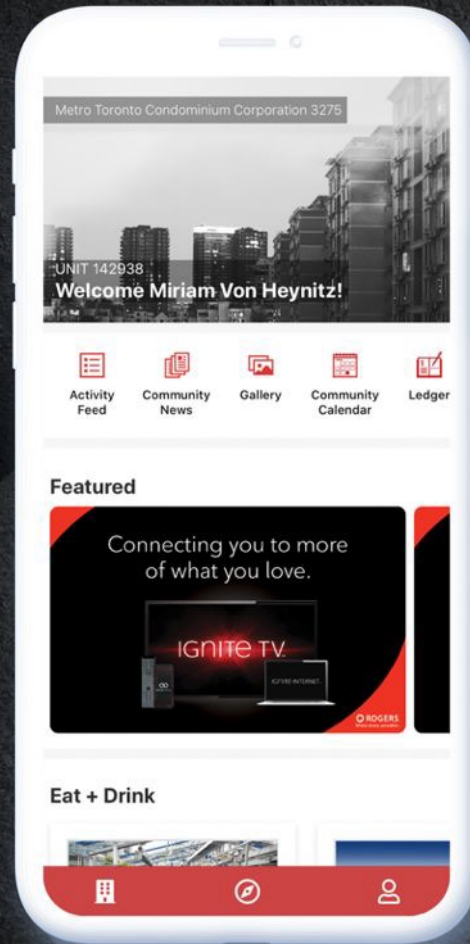 Metro Toronto Condominium Corporation 3275
UNIT 142938
Welcome Miriam Von Heynitz!
Activity
Feed
Community
News
Gallery
Community
Calendar
Ledger
Featured
Connecting you to more
of what you love.
IGNITE TV
IGNITE INTERNET
ROGERS
Eat + Drink